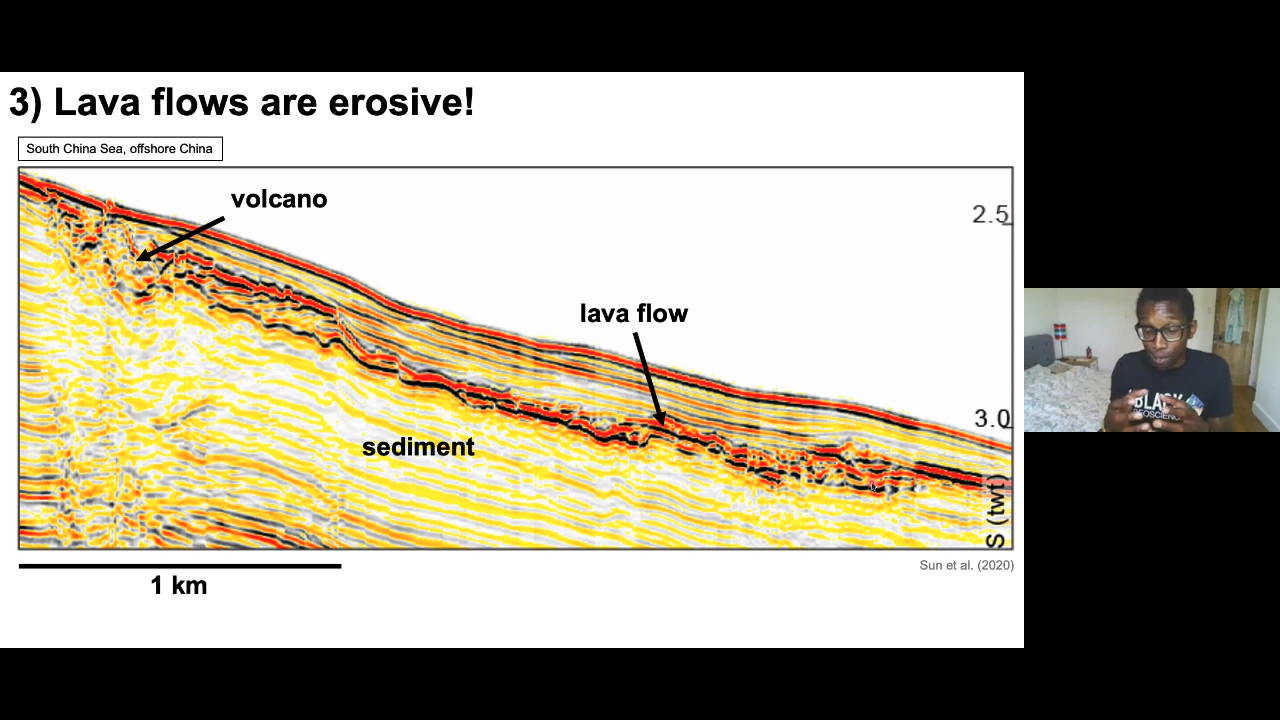 3) Lava flows are erosive!
South China Sea, offshore China
volcano
2.5
lava flow
3.0
sediment
S (twt)
Sun et al. (2020)
1 km